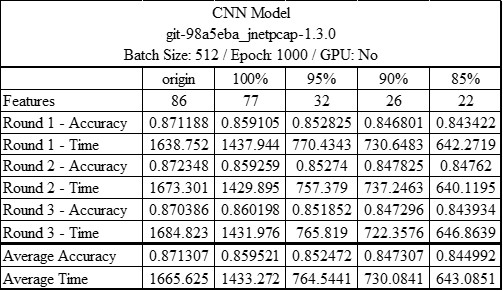 CNN Model
git-98a5eba_jnetpcap-1.3.0
Batch Size: 512 / Epoch: 1000 / GPU: No
origin 100% 95% 90% 85%
Features 86 77 32 26 22
Round 1 - Accuracy 0.871188 0.859105 0.852825 0.846801 0.843422
Round 1 - Time 1638.752 1437.944 770.4343 730.6483 642.2719
Round 2 - Accuracy 0.872348 0.859259 0.85274 0.847825 0.84762
Round 2 - Time 1673.301 1429.895 757.379 737.2463 640.1195
Round 3 - Accuracy 0.870386 0.860198 0.851852 0.847296 0.843934
Round 3 - Time 1684.823 1431.976 765.819 722.3576 646.8639
Average Accuracy 0.871307 0.859521 0.852472 0.847307 0.844992
Average Time 1665.625 1433.272 764.5441 730.0841 643.0851